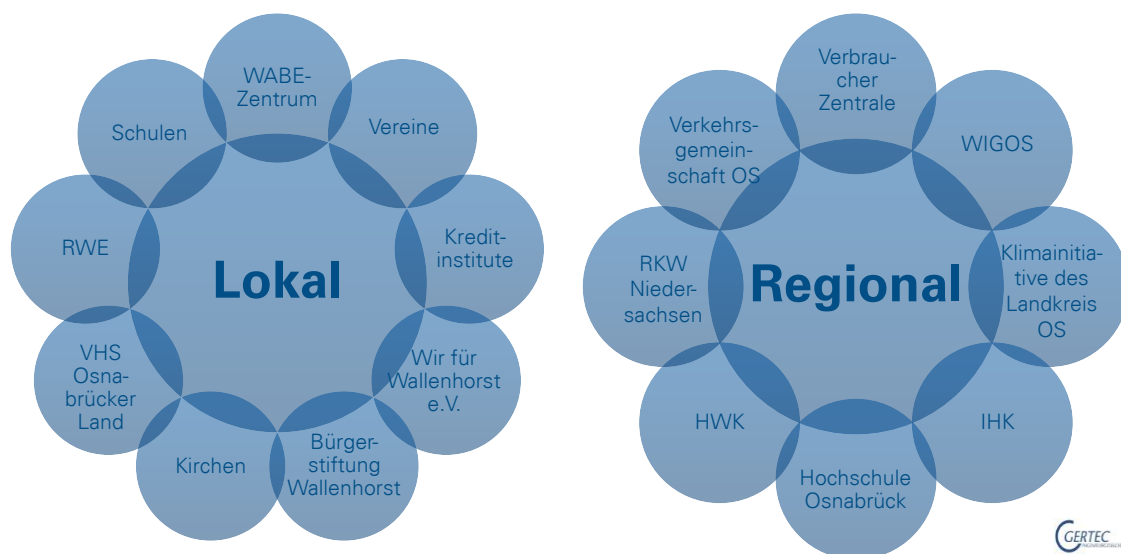 WABE-
Zentrum
Vereine
Kredit-
institute
Wir für
Wallenhorst
e.V.
Bürger-
stiftung
Wallenhorst
Kirchen
VHS
Osna-
brücker
Land
RWE
Schulen
Lokal
Verbrau-
cher
Zentrale
WIGOS
Klimainitia-
tive des
Landkreis
OS
IHK
Hochschule
Osnabrück
HWK
RKW
Nieder-
sachsen
Verkehrs-
gemein-
schaft OS
Regional
GERTEC